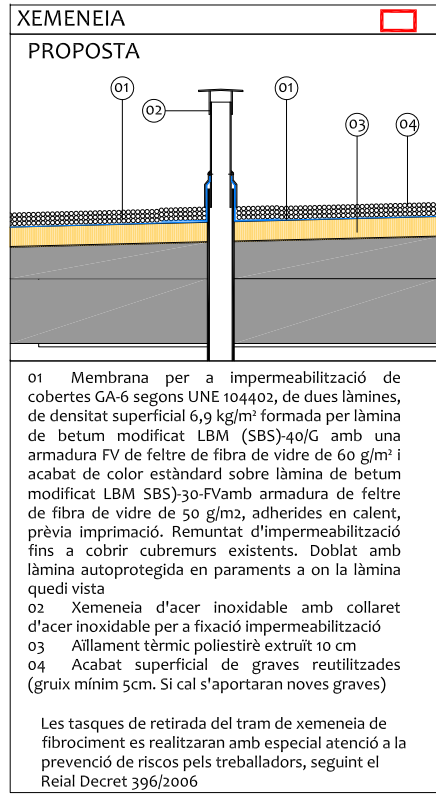 XEMENEIA
PROPOSTA
01
01
02
03
04
01 Membrana per a impermeabilització de
cobertes GA-6 segons UNE 104402, de dues làmines,
de densitat superficial 6,9 kg/m² formada per làmina
de betum modificat LBM (SBS)-40/G amb una
armadura FV de feltre de fibra de vidre de 60 g/m² i
acabat de color estàndard sobre làmina de betum
modificat LBM SBS)-30-FVamb armadura de feltre
de fibra de vidre de 50 g/m2, adherides en calent,
prèvia imprimació. Remuntat d'impermeabilització
fins a cobrir cubremurs existents. Doblat amb
làmina autoprotegida en paraments a on la làmina
quedi vista
02 Xemeneia d'acer inoxidable amb collaret
d'acer inoxidable per a fixació impermeabilització
03 Aïllament tèrmic poliestirè extruït 10 cm
04 Acabat superficial de graves reutilitzades
(gruix mínim 5cm. Si cal s'aportaran noves graves)
Les tasques de retirada del tram de xemeneia de
fibrociment es realitzaran amb especial atenció a la
prevenció de riscos pels treballadors, seguint el
Reial Decret 396/2006